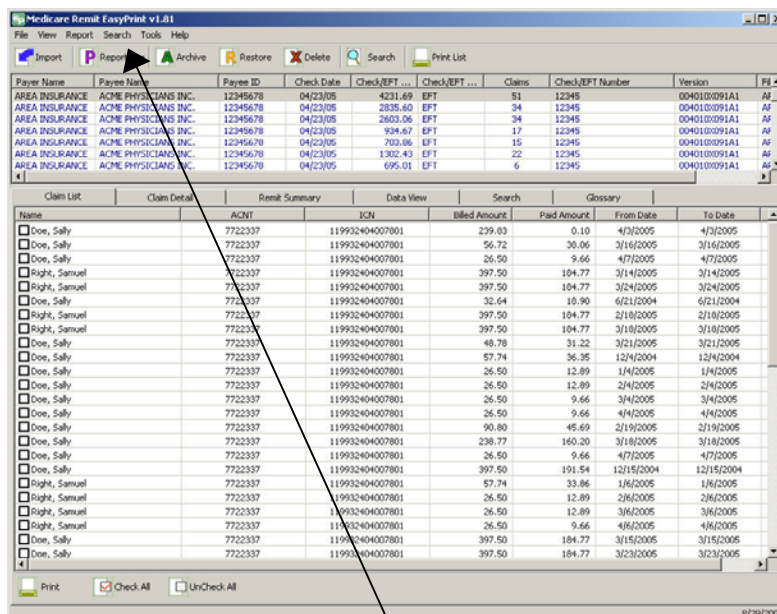 Medicare Remit EasyPrint v1.81
File View Report Search Tools Help
Import Report Archive Restore Delete Search Print List
Payer Name Payee Name Payee ID Check Date Check/EFT ... Check/EFT ... Claims Check/EFT Number Version
AREA INSURANCE ACME PHYSICIANS INC. 12345678 04/23/05 4231.69 EFT 51 12345 004010X091A1
AREA INSURANCE ACME PHYSICIANS INC. 12345678 04/23/05 2835.60 EFT 34 12345 004010X091A1
AREA INSURANCE ACME PHYSICIANS INC. 12345678 04/23/05 2603.06 EFT 34 12345 004010X091A1
AREA INSURANCE ACME PHYSICIANS INC. 12345678 04/23/05 934.67 EFT 17 12345 004010X091A1
AREA INSURANCE ACME PHYSICIANS INC. 12345678 04/23/05 703.86 EFT 15 12345 004010X091A1
AREA INSURANCE ACME PHYSICIANS INC. 12345678 04/23/05 1302.43 EFT 22 12345 004010X091A1
AREA INSURANCE ACME PHYSICIANS INC. 12345678 04/23/05 695.01 EFT 6 12345 004010X091A1
Claim List Claim Detail Remit Summary Data View Search Glossary
Name ACNT ICN Billed Amount Paid Amount From Date To Date
Doe, Sally 7722337 119932404007801 239.83 0.10 4/3/2005 4/3/2005
Doe, Sally 7722337 119932404007801 56.72 38.06 3/16/2005 3/16/2005
Doe, Sally 7722337 119932404007801 26.50 9.66 4/7/2005 4/7/2005
Right, Samuel 7722337 119932404007801 397.50 184.77 3/14/2005 3/14/2005
Right, Samuel 7722337 119932404007801 397.50 184.77 3/24/2005 3/24/2005
Doe, Sally 7722337 119932404007801 32.64 18.90 6/21/2004 6/21/2004
Right, Samuel 7722337 119932404007801 397.50 184.77 2/18/2005 2/18/2005
Right, Samuel 7722337 119932404007801 397.50 184.77 3/18/2005 3/18/2005
Doe, Sally 7722337 119932404007801 48.78 31.22 3/21/2005 3/21/2005
Doe, Sally 7722337 119932404007801 57.74 36.35 12/4/2004 12/4/2004
Doe, Sally 7722337 119932404007801 26.50 12.89 1/4/2005 1/4/2005
Doe, Sally 7722337 119932404007801 26.50 12.89 2/4/2005 2/4/2005
Doe, Sally 7722337 119932404007801 26.50 9.66 3/4/2005 3/4/2005
Doe, Sally 7722337 119932404007801 26.50 9.66 4/4/2005 4/4/2005
Doe, Sally 7722337 119932404007801 90.80 45.69 2/19/2005 2/19/2005
Doe, Sally 7722337 119932404007801 238.77 160.20 3/18/2005 3/18/2005
Doe, Sally 7722337 119932404007801 26.50 9.66 4/7/2005 4/7/2005
Doe, Sally 7722337 119932404007801 397.50 191.54 12/15/2004 12/15/2004
Right, Samuel 7722337 119932404007801 57.74 33.86 1/6/2005 1/6/2005
Right, Samuel 7722337 119932404007801 26.50 12.89 2/6/2005 2/6/2005
Right, Samuel 7722337 119932404007801 26.50 12.89 3/6/2005 3/6/2005
Right, Samuel 7722337 119932404007801 26.50 9.66 4/6/2005 4/6/2005
Doe, Sally 7722337 119932404007801 397.50 184.77 3/15/2005 3/15/2005
Doe, Sally 7722337 119932404007801 397.50 184.77 3/23/2005 3/23/2005
Print Check All UnCheck All